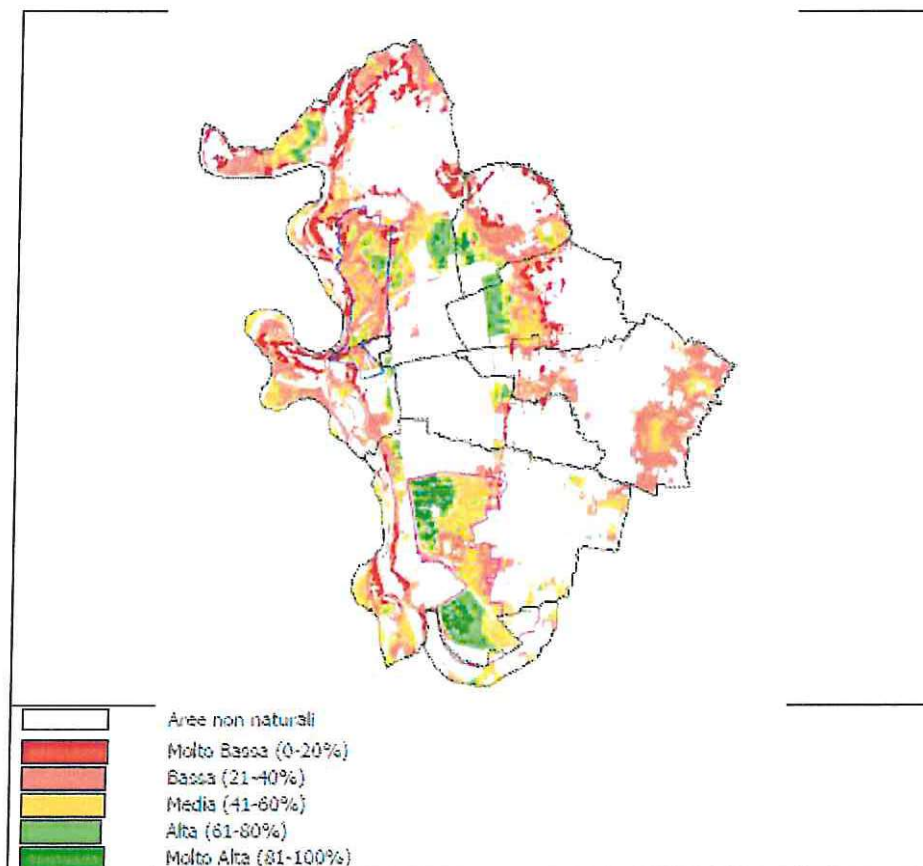 Aree non naturali
Molto Bassa (0-20%)
Bassa (21-40%)
Media (41-60%)
Alta (61-80%)
Molto Alta (81-100%)